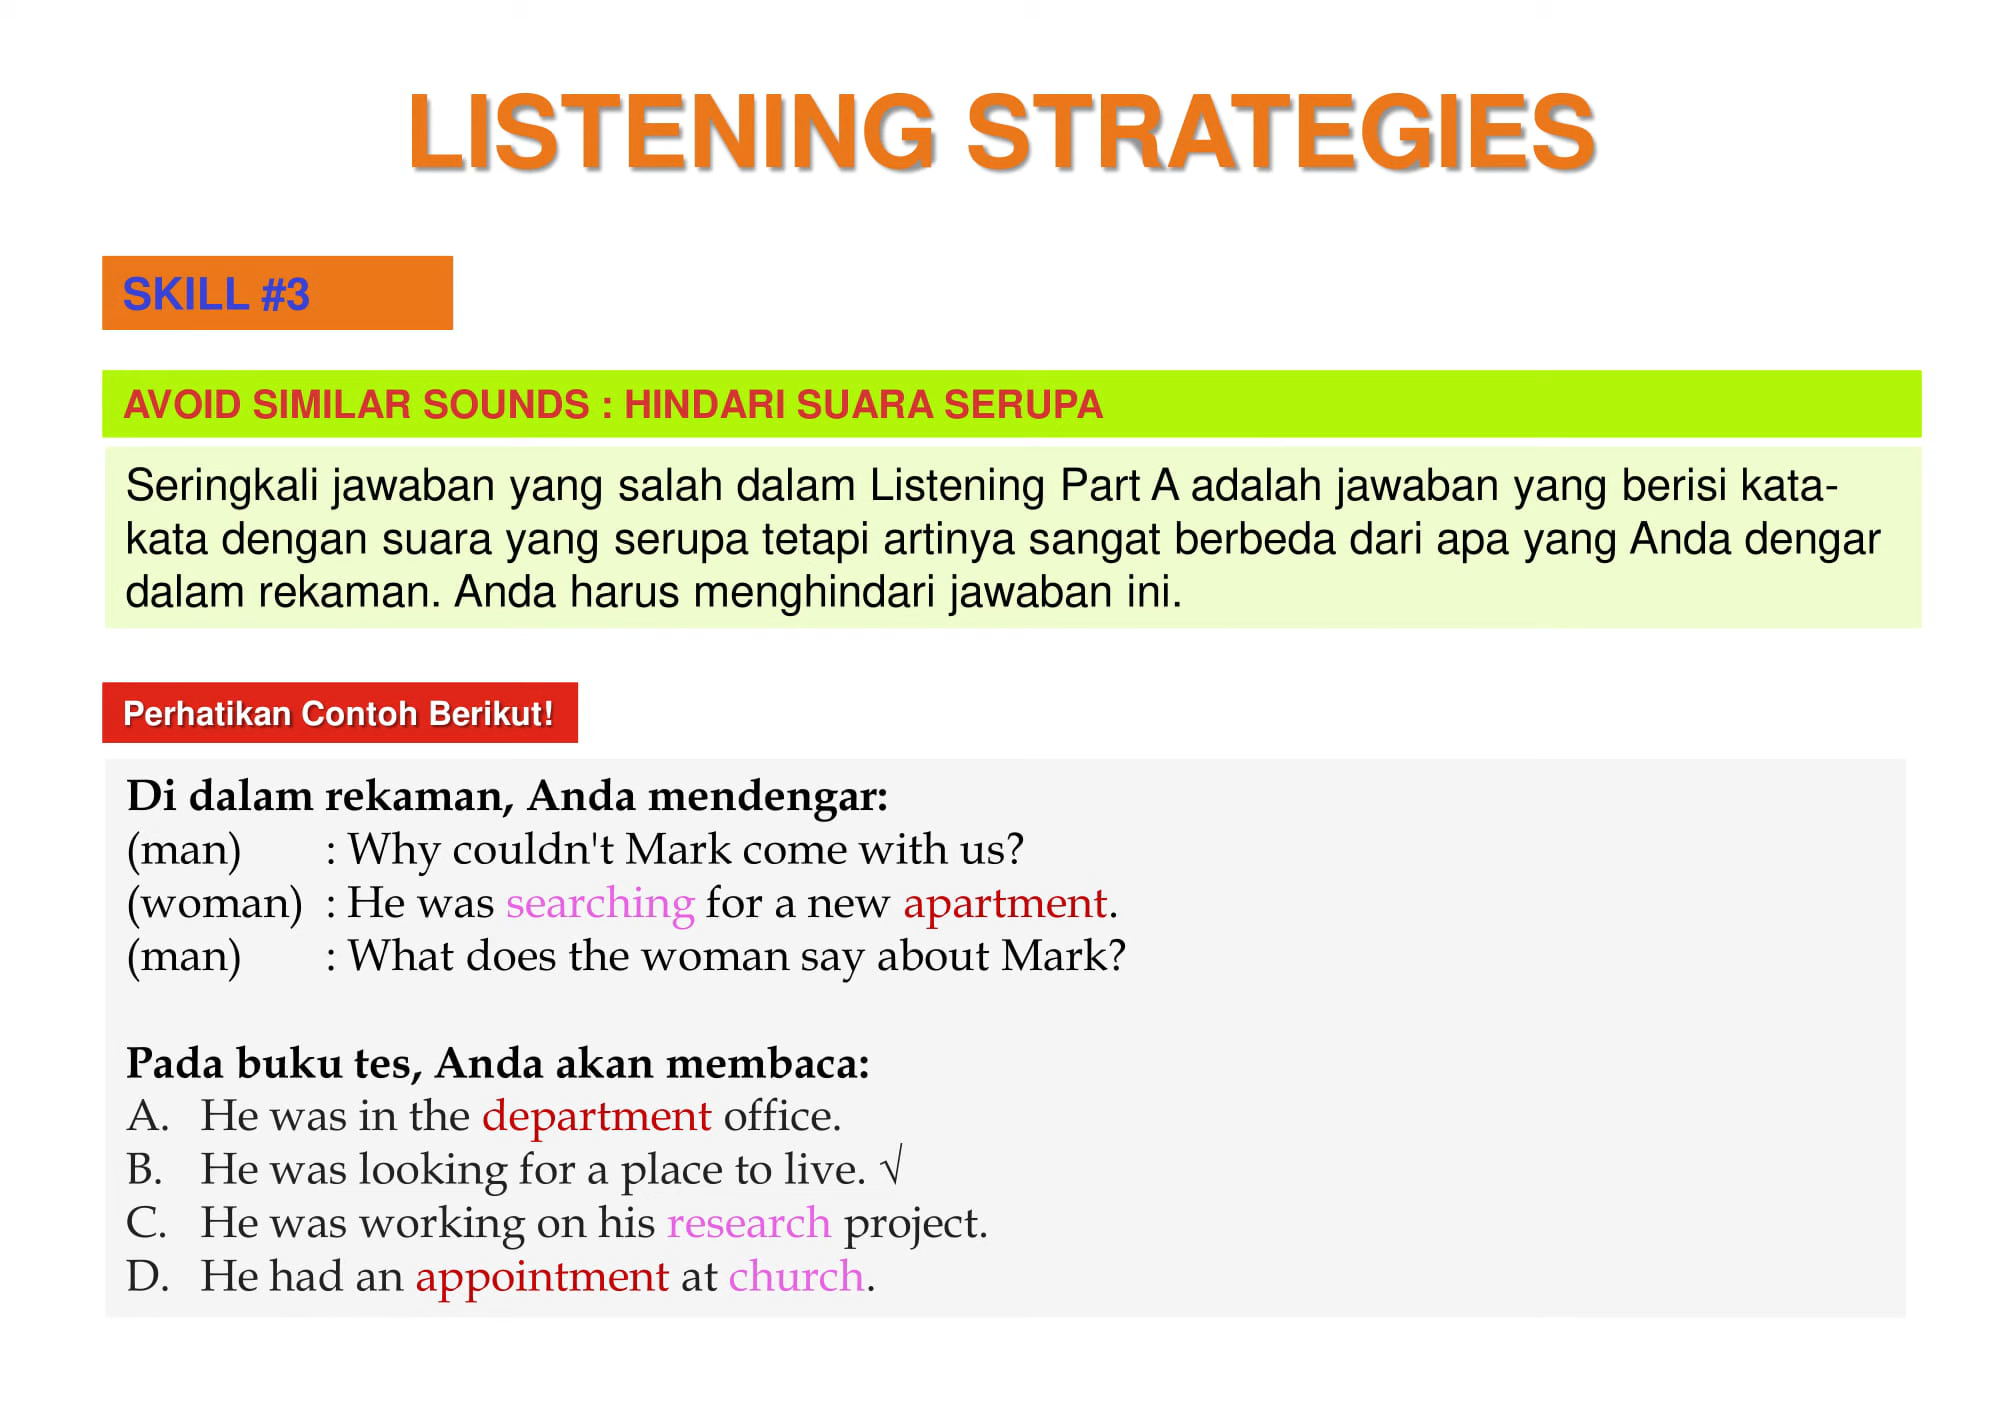 LISTENING STRATEGIES
SKILL #3
AVOID SIMILAR SOUNDS : HINDARI SUARA SERUPA
Seringkali jawaban yang salah dalam Listening Part A adalah jawaban yang berisi kata-
kata dengan suara yang serupa tetapi artinya sangat berbeda dari apa yang Anda dengar
dalam rekaman. Anda harus menghindari jawaban ini.
Perhatikan Contoh Berikut!
Di dalam rekaman, Anda mendengar:
(man) : Why couldn't Mark come with us?
(woman) : He was searching for a new apartment.
(man) : What does the woman say about Mark?
Pada buku tes, Anda akan membaca:
A. He was in the department office.
B. He was looking for a place to live. √
C. He was working on his research project.
D. He had an appointment at church.